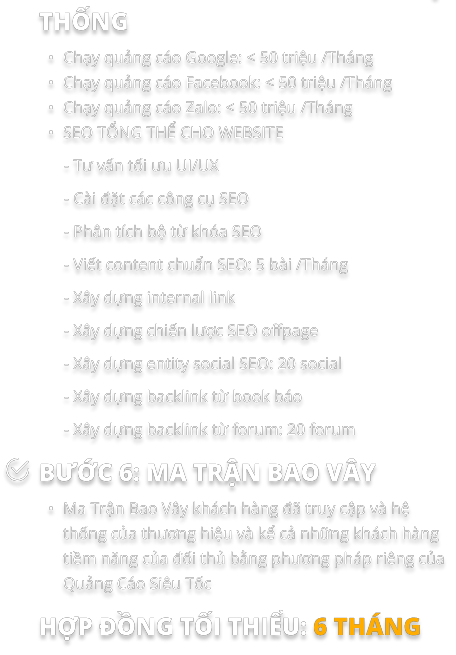 THỐNG
• Chạy quảng cáo Google: < 50 triệu /Tháng
• Chạy quảng cáo Facebook: < 50 triệu /Tháng
• Chạy quảng cáo Zalo: < 50 triệu /Tháng
• SEO TỔNG THỂ CHO WEBSITE
- Tư vấn tối ưu UI/UX
- Cài đặt các công cụ SEO
- Phân tích bộ từ khóa SEO
- Viết content chuẩn SEO: 5 bài /Tháng
- Xây dựng internal link
- Xây dựng chiến lược SEO offpage
- Xây dựng entity social SEO: 20 social
- Xây dựng backlink từ book báo
- Xây dựng backlink từ forum: 20 forum
BƯỚC 6: MA TRẬN BAO VÂY
• Ma Trận Bao Vây khách hàng đã truy cập và hệ
thống của thương hiệu và kể cả những khách hàng
tiềm năng của đối thủ bằng phương pháp riêng của
Quảng Cáo Siêu Tốc
HỢP ĐỒNG TỐI THIỂU: 6 THÁNG